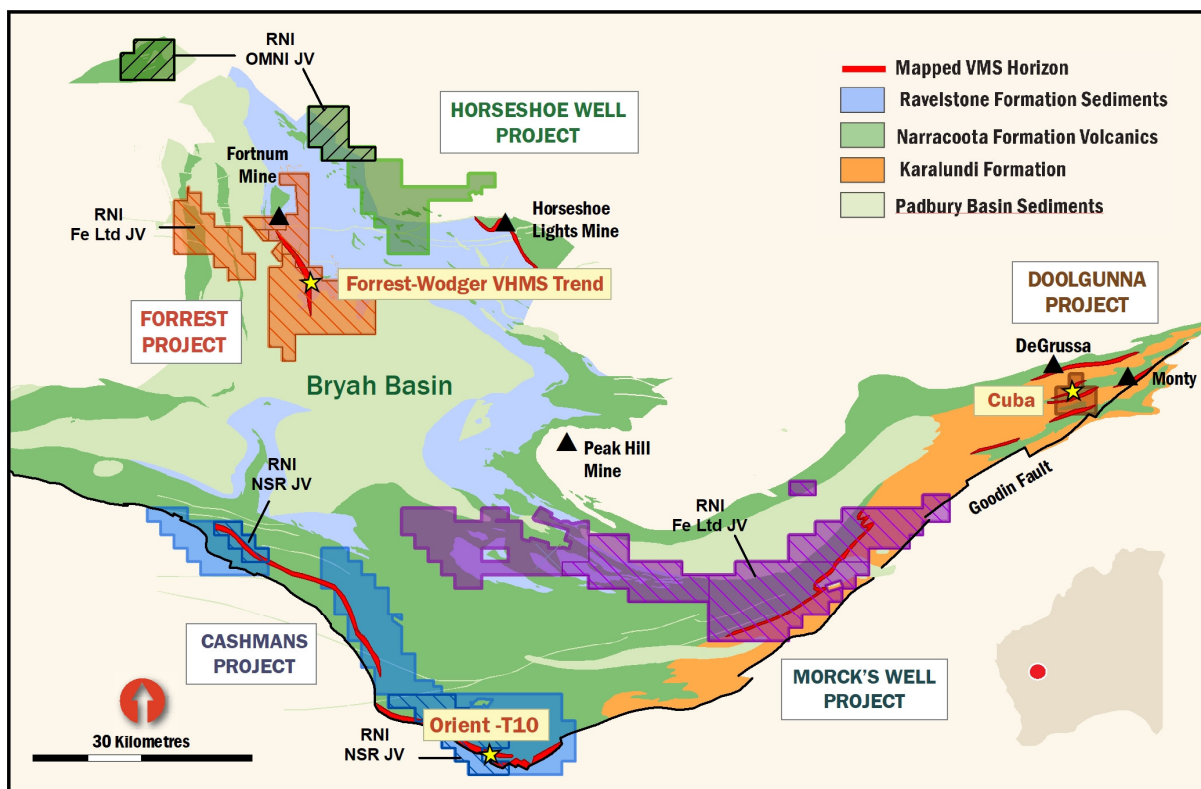 RNI
OMNI JV
HORSESHOE WELL
PROJECT
Mapped VMS Horizon
Ravelstone Formation Sediments
Narracoota Formation Volcanics
Karalundi Formation
Padbury Basin Sediments
Fortnum
Mine
RNI
Fe Ltd JV
Horseshoe
Lights Mine
Forrest-Wodger VHMS Trend
FORREST
PROJECT
DOOLGUNNA
PROJECT
DeGrussa
Monty
Cuba
Bryah Basin
Peak Hill
Mine
Goodin Fault
RNI
NSR JV
RNI
Fe Ltd JV
CASHMANS
PROJECT
MORCK'S WELL
PROJECT
Orient -T10
RNI
NSR JV
30 Kilometres